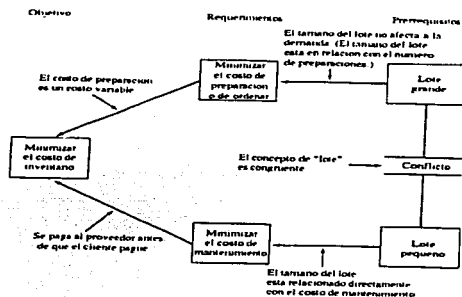 Objetivo
Requerimientos
Prerrequisitos
El tamano del lote no afecta a la
demanda. (El tamano del lote
esta en relacion con el numero
de preparaciones.)
El costo de preparacion
es un costo variable
Minimizar
el costo de
preparacion
o de ordenar
Lote
grande
Minimizar
el costo de
inventario
El concepto de "lote"
es congruente
Conflicto
Se paga al proveedor antes
de que el cliente pague
Minimizar
el costo de
mantenimiento
Lote
pequeno
El tamano del lote
esta relacionado directamente
con el costo de mantenimiento